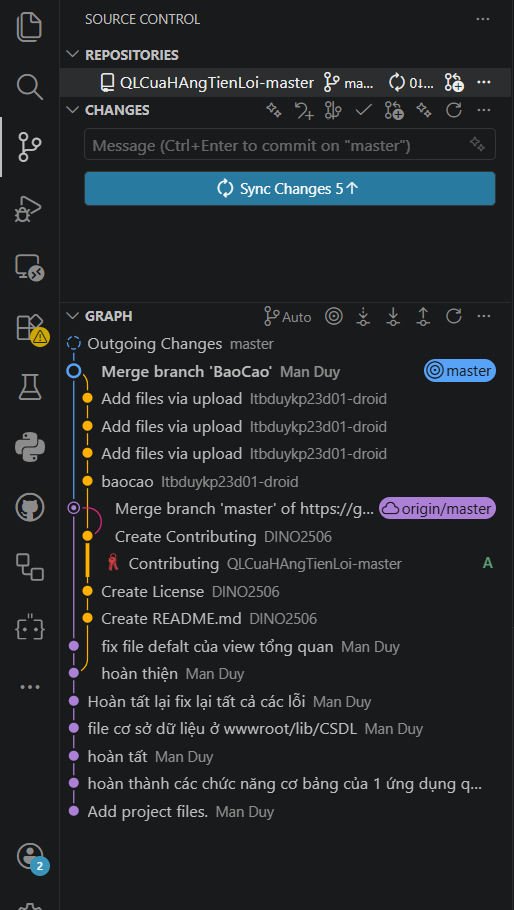 SOURCE CONTROL
REPOSITORIES
QLCuaHAngTienLoi-master ma... 0↓...
CHANGES
Message (Ctrl+Enter to commit on "master")
Sync Changes 5↑
GRAPH Auto
Outgoing Changes master
Merge branch 'BaoCao' Man Duy master
Add files via upload ltbduykp23d01-droid
Add files via upload ltbduykp23d01-droid
Add files via upload ltbduykp23d01-droid
baocao ltbduykp23d01-droid
Merge branch 'master' of https://g... origin/master
Create Contributing DINO2506
Contributing QLCuaHAngTienLoi-master A
Create License DINO2506
Create README.md DINO2506
fix file defalt của view tổng quan Man Duy
hoàn thiện Man Duy
Hoàn tất lại fix lại tất cả các lỗi Man Duy
file cơ sở dữ liệu ở wwwroot/lib/CSDL Man Duy
hoàn tất Man Duy
hoàn thành các chức năng cơ bảng của 1 ứng dụng q...
Add project files. Man Duy
2